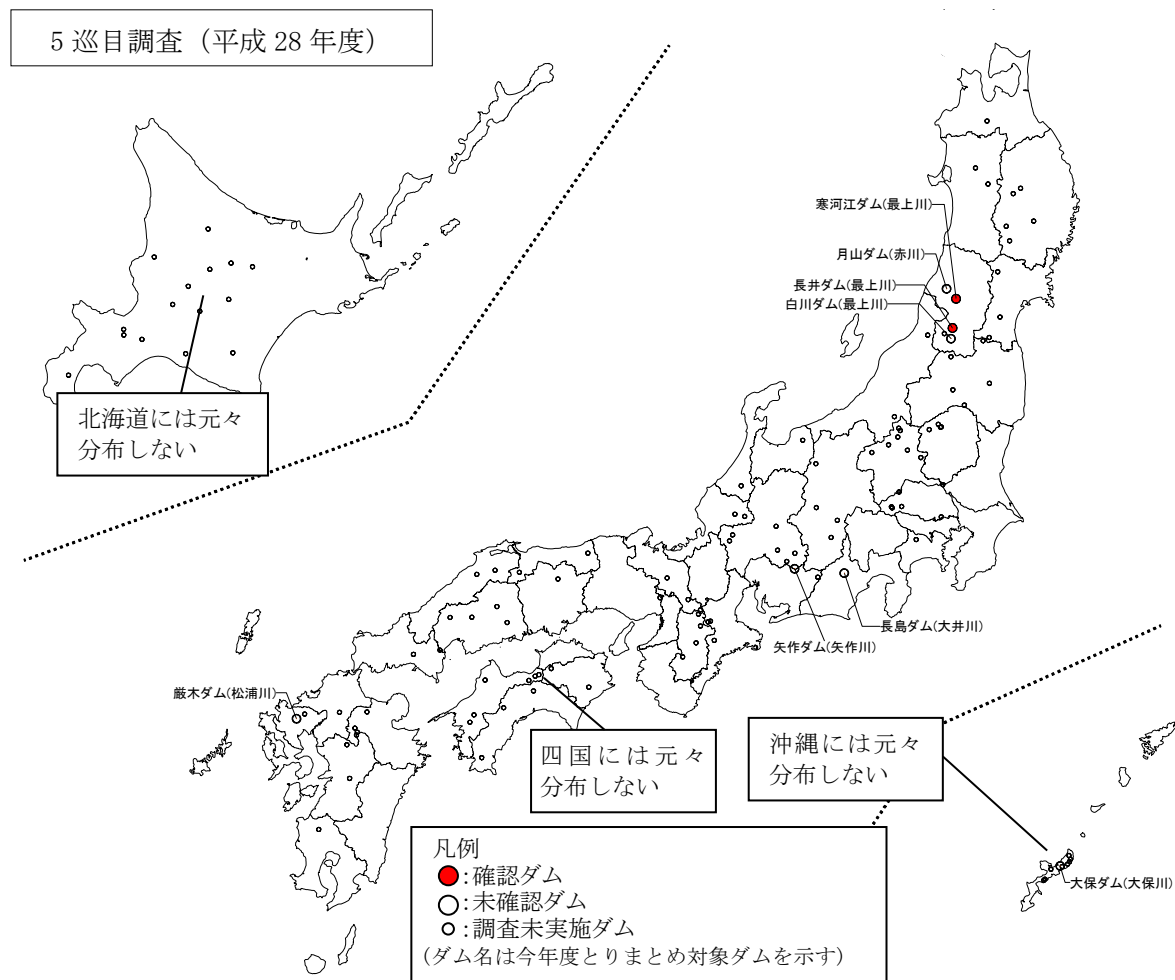 5 巡目調査（平成 28 年度）
寒河江ダム(最上川)
月山ダム(赤川)
長井ダム(最上川)
白川ダム(最上川)
北海道には元々
分布しない
長島ダム(大井川)
矢作ダム(矢作川)
厳木ダム(松浦川)
四国には元々
分布しない
沖縄には元々
分布しない
大保ダム(大保川)
凡例
:確認ダム
:未確認ダム
:調査未実施ダム
(ダム名は今年度とりまとめ対象ダムを示す)